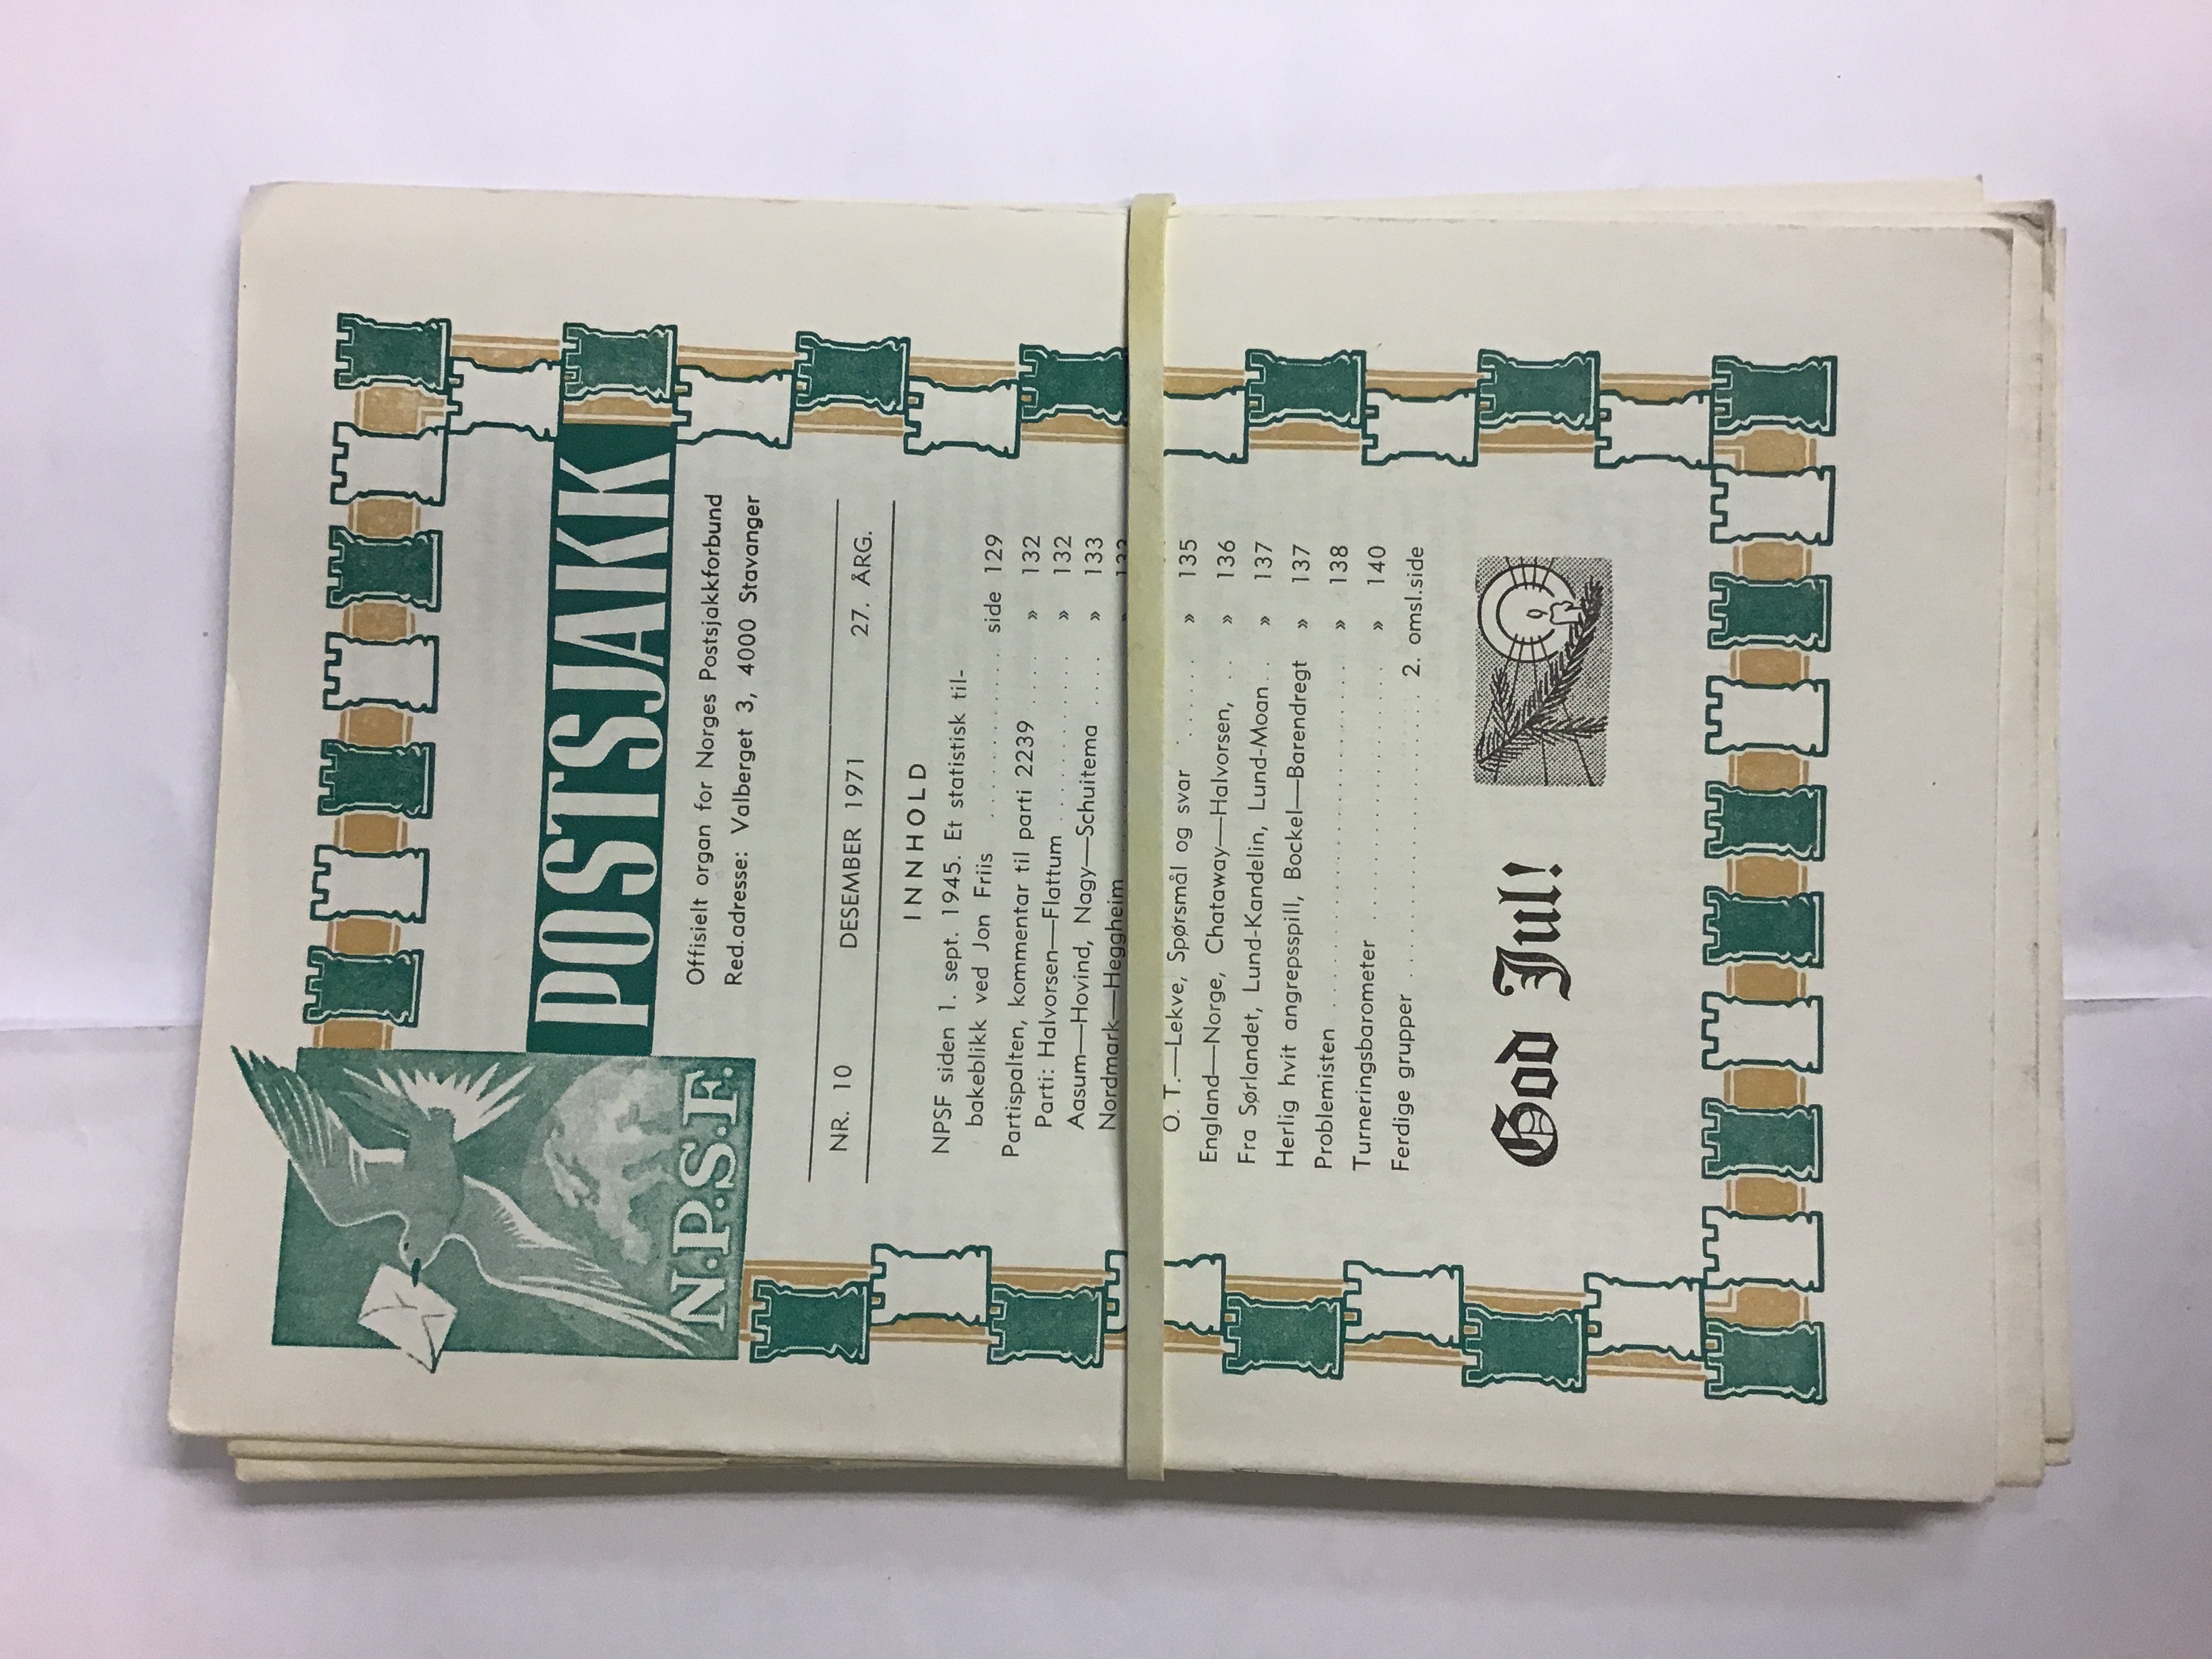 N.P.S.F.
POSTSJAKK
Offisielt organ for Norges Postsjakkforbund
Red.adresse: Valberget 3, 4000 Stavanger
NR. 10 DESEMBER 1971 27. ÅRG.
INNHOLD
NPSF siden 1. sept. 1945. Et statistisk til-
bakeblikk ved Jon Friis .......... side 129
Partispalten, kommentar til parti 2239 .... » 132
Parti: Halvorsen—Flattum .......... » 132
Aasum—Hovind, Nagy—Schuitema .... » 133
Nordmark—Heggheim .......... » 133
O. T.—Lekve, Spørsmål og svar ...... » 135
England—Norge, Chataway—Halvorsen, .. » 136
Fra Sørlandet, Lund-Kandelin, Lund-Moan .. » 137
Herlig hvit angrepsspill, Bockel—Barendregt » 137
Problemisten .......... » 138
Turneringsbarometer .......... » 140
Ferdige grupper .......... 2. omsl.side
God Jul!